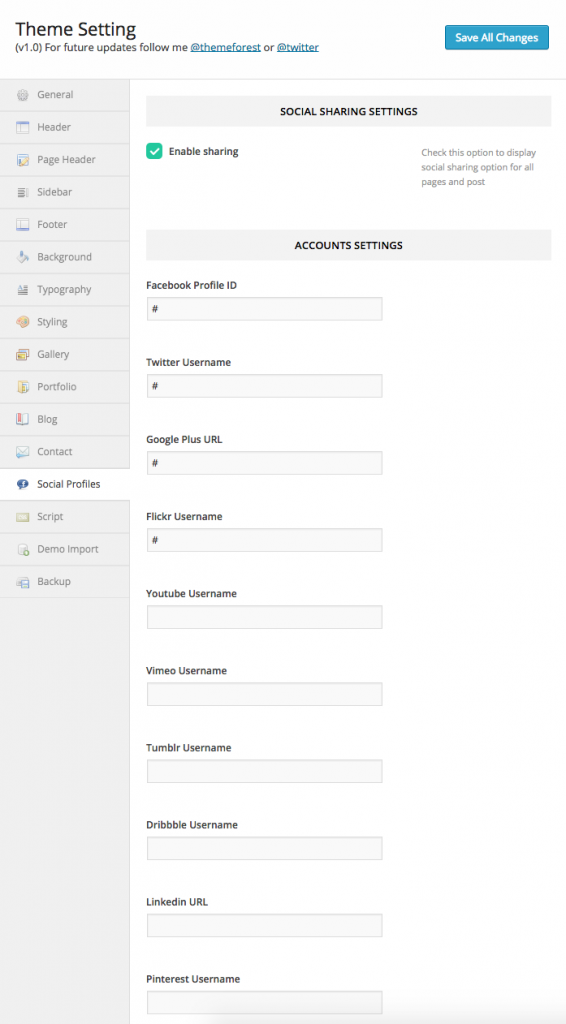 Theme Setting
(v1.0) For future updates follow me @themeforest or @twitter
Save All Changes
General
Header
Page Header
Sidebar
Footer
Background
Typography
Styling
Gallery
Portfolio
Blog
Contact
Social Profiles
Script
Demo Import
Backup
SOCIAL SHARING SETTINGS
Enable sharing
Check this option to display
social sharing option for all
pages and post
ACCOUNTS SETTINGS
Facebook Profile ID
#
Twitter Username
#
Google Plus URL
#
Flickr Username
#
Youtube Username
Vimeo Username
Tumblr Username
Dribbble Username
Linkedin URL
Pinterest Username